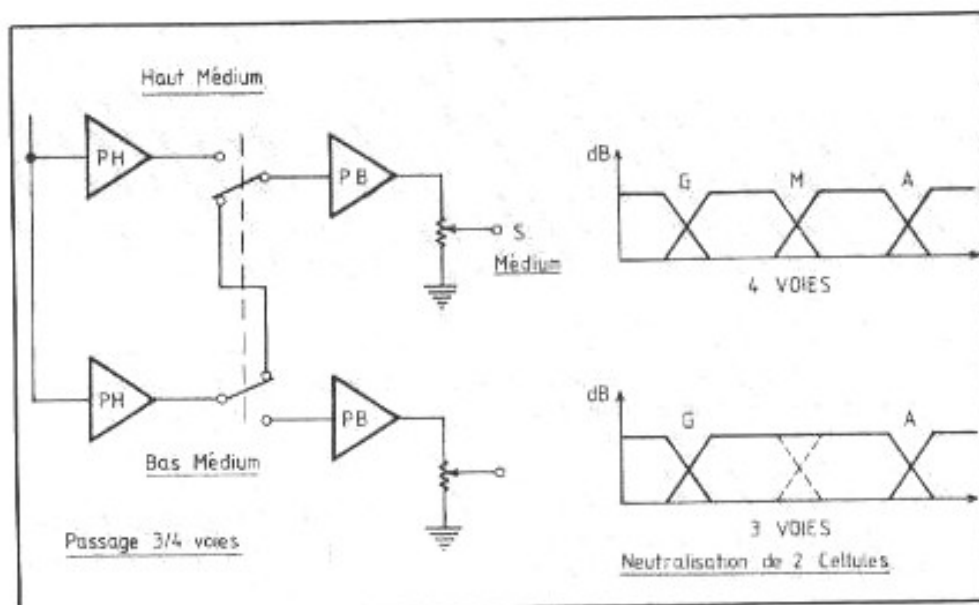 Haut Médium
PH
PB
S.
Médium
PH
PB
Bas Médium
Passage 3/4 voies
dB
G
M
A
4 VOIES
dB
G
A
3 VOIES
Neutralisation de 2 Cellules